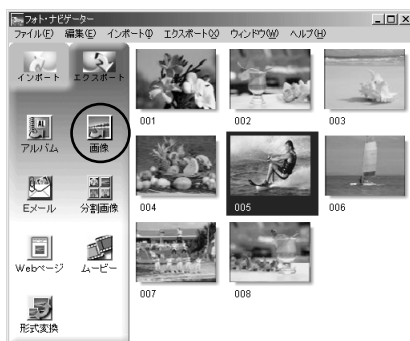 フォト・ナビゲーター
ファイル(F) 編集(E) インポート(I) エクスポート(X) ウィンドウ(W) ヘルプ(H)
インポート エクスポート
アルバム 画像
Eメール 分割画像
Webページ ムービー
形式変換
001 002 003
004 005 006
007 008